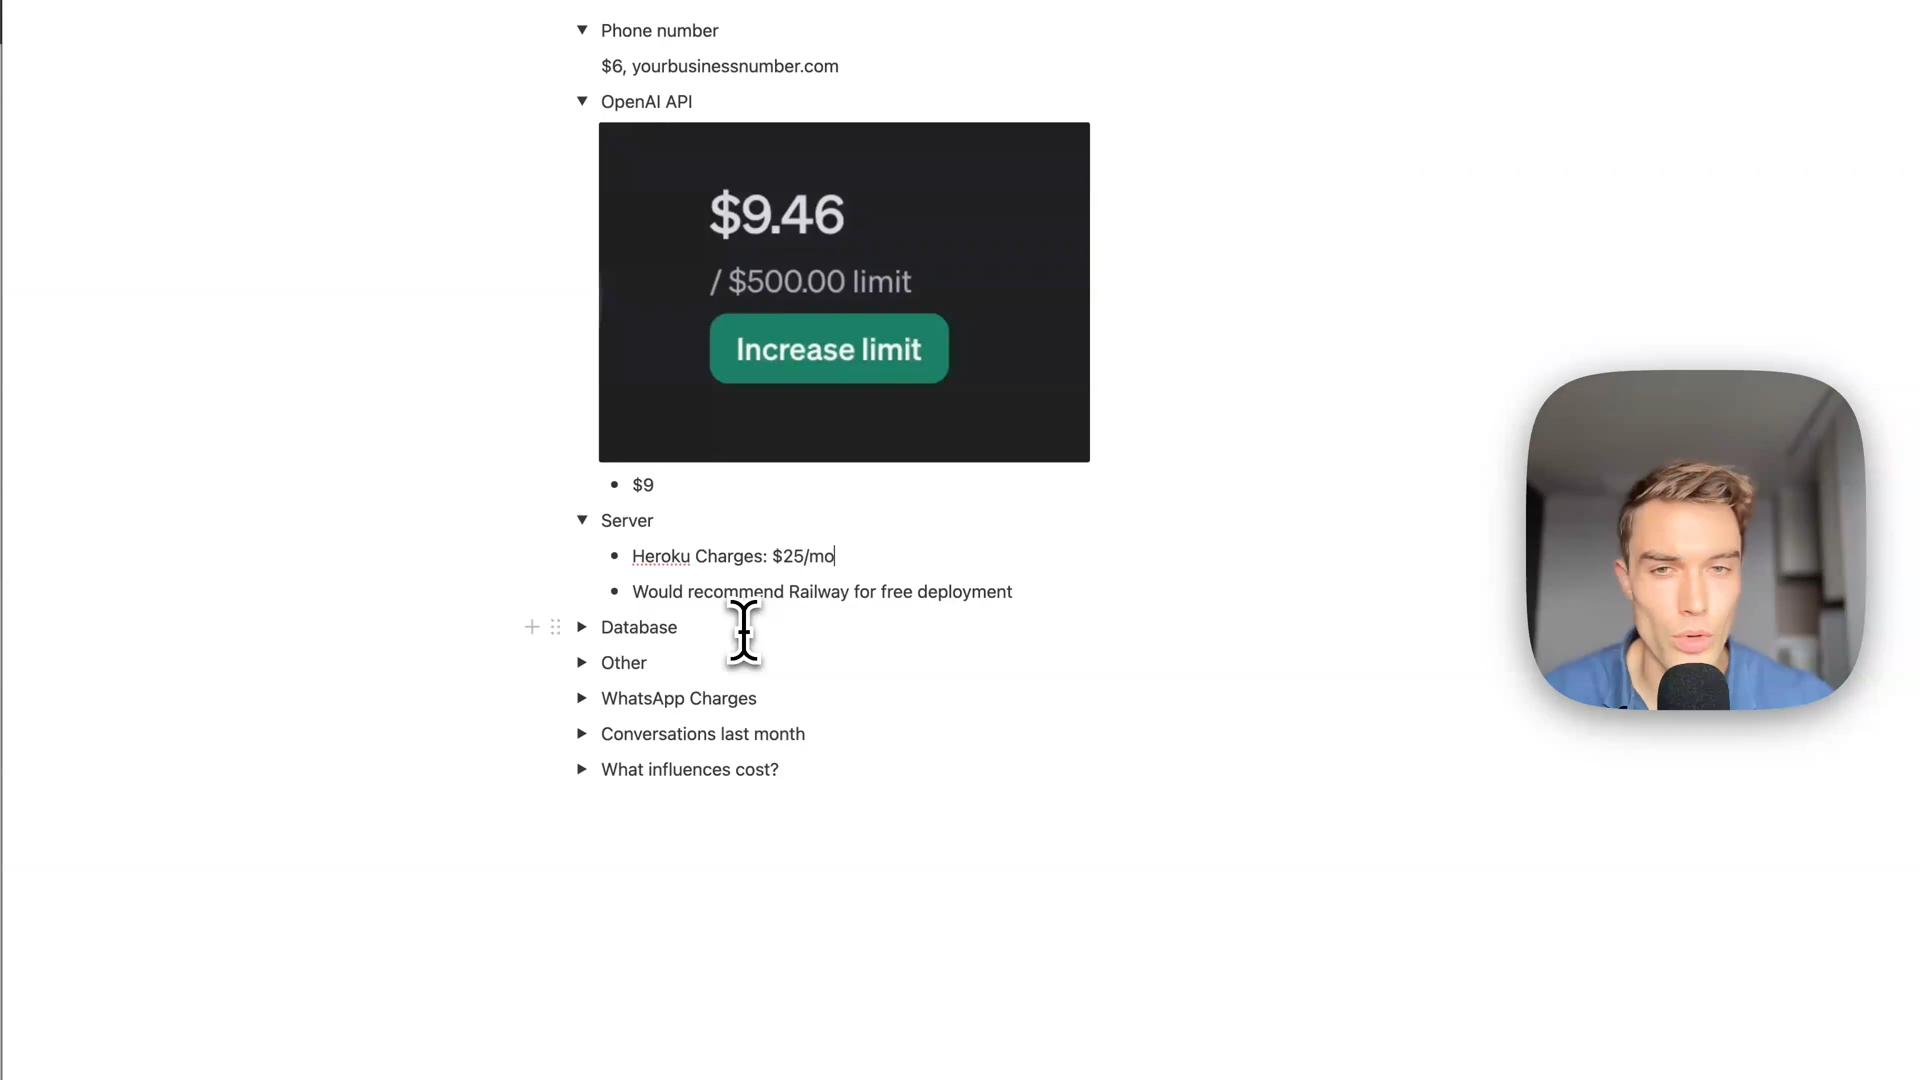 Phone number
$6, yourbusinessnumber.com
OpenAI API
$9.46
/ $500.00 limit
Increase limit
$9
Server
Heroku Charges: $25/mo
Would recommend Railway for free deployment
Database
Other
WhatsApp Charges
Conversations last month
What influences cost?